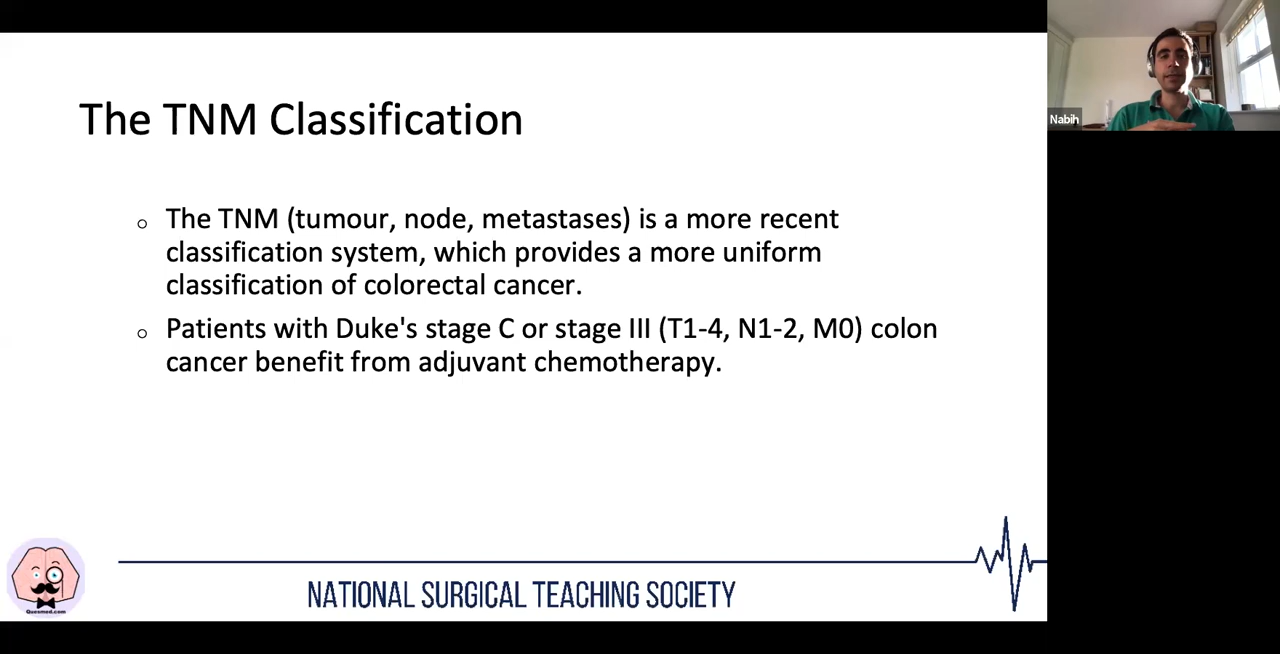 The TNM Classification
The TNM (tumour, node, metastases) is a more recent
classification system, which provides a more uniform
classification of colorectal cancer.
Patients with Duke's stage C or stage III (T1-4, N1-2, M0) colon
cancer benefit from adjuvant chemotherapy.
NATIONAL SURGICAL TEACHING SOCIETY
Quesmed.com
Nabih